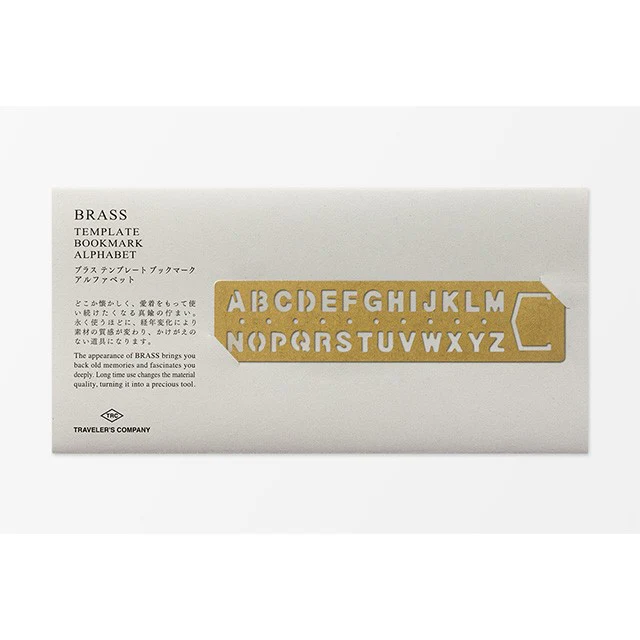 BRASS
TEMPLATE
BOOKMARK
ALPHABET
ブラス テンプレート ブックマーク
アルファベット
どこか懐かしく、愛着をもって使
い続けたくなる真鍮の佇まい。
永く使うほどに、経年変化により
素材の質感が変わり、かけがえの
ない道具になります。
The appearance of BRASS brings you
back old memories and fascinates you
deeply. Long time use changes the material
quality, turning it into a precious tool.
TRC
TRAVELER'S COMPANY
ABCDEFGHIJKLM
NOPQRSTUVWXYZ